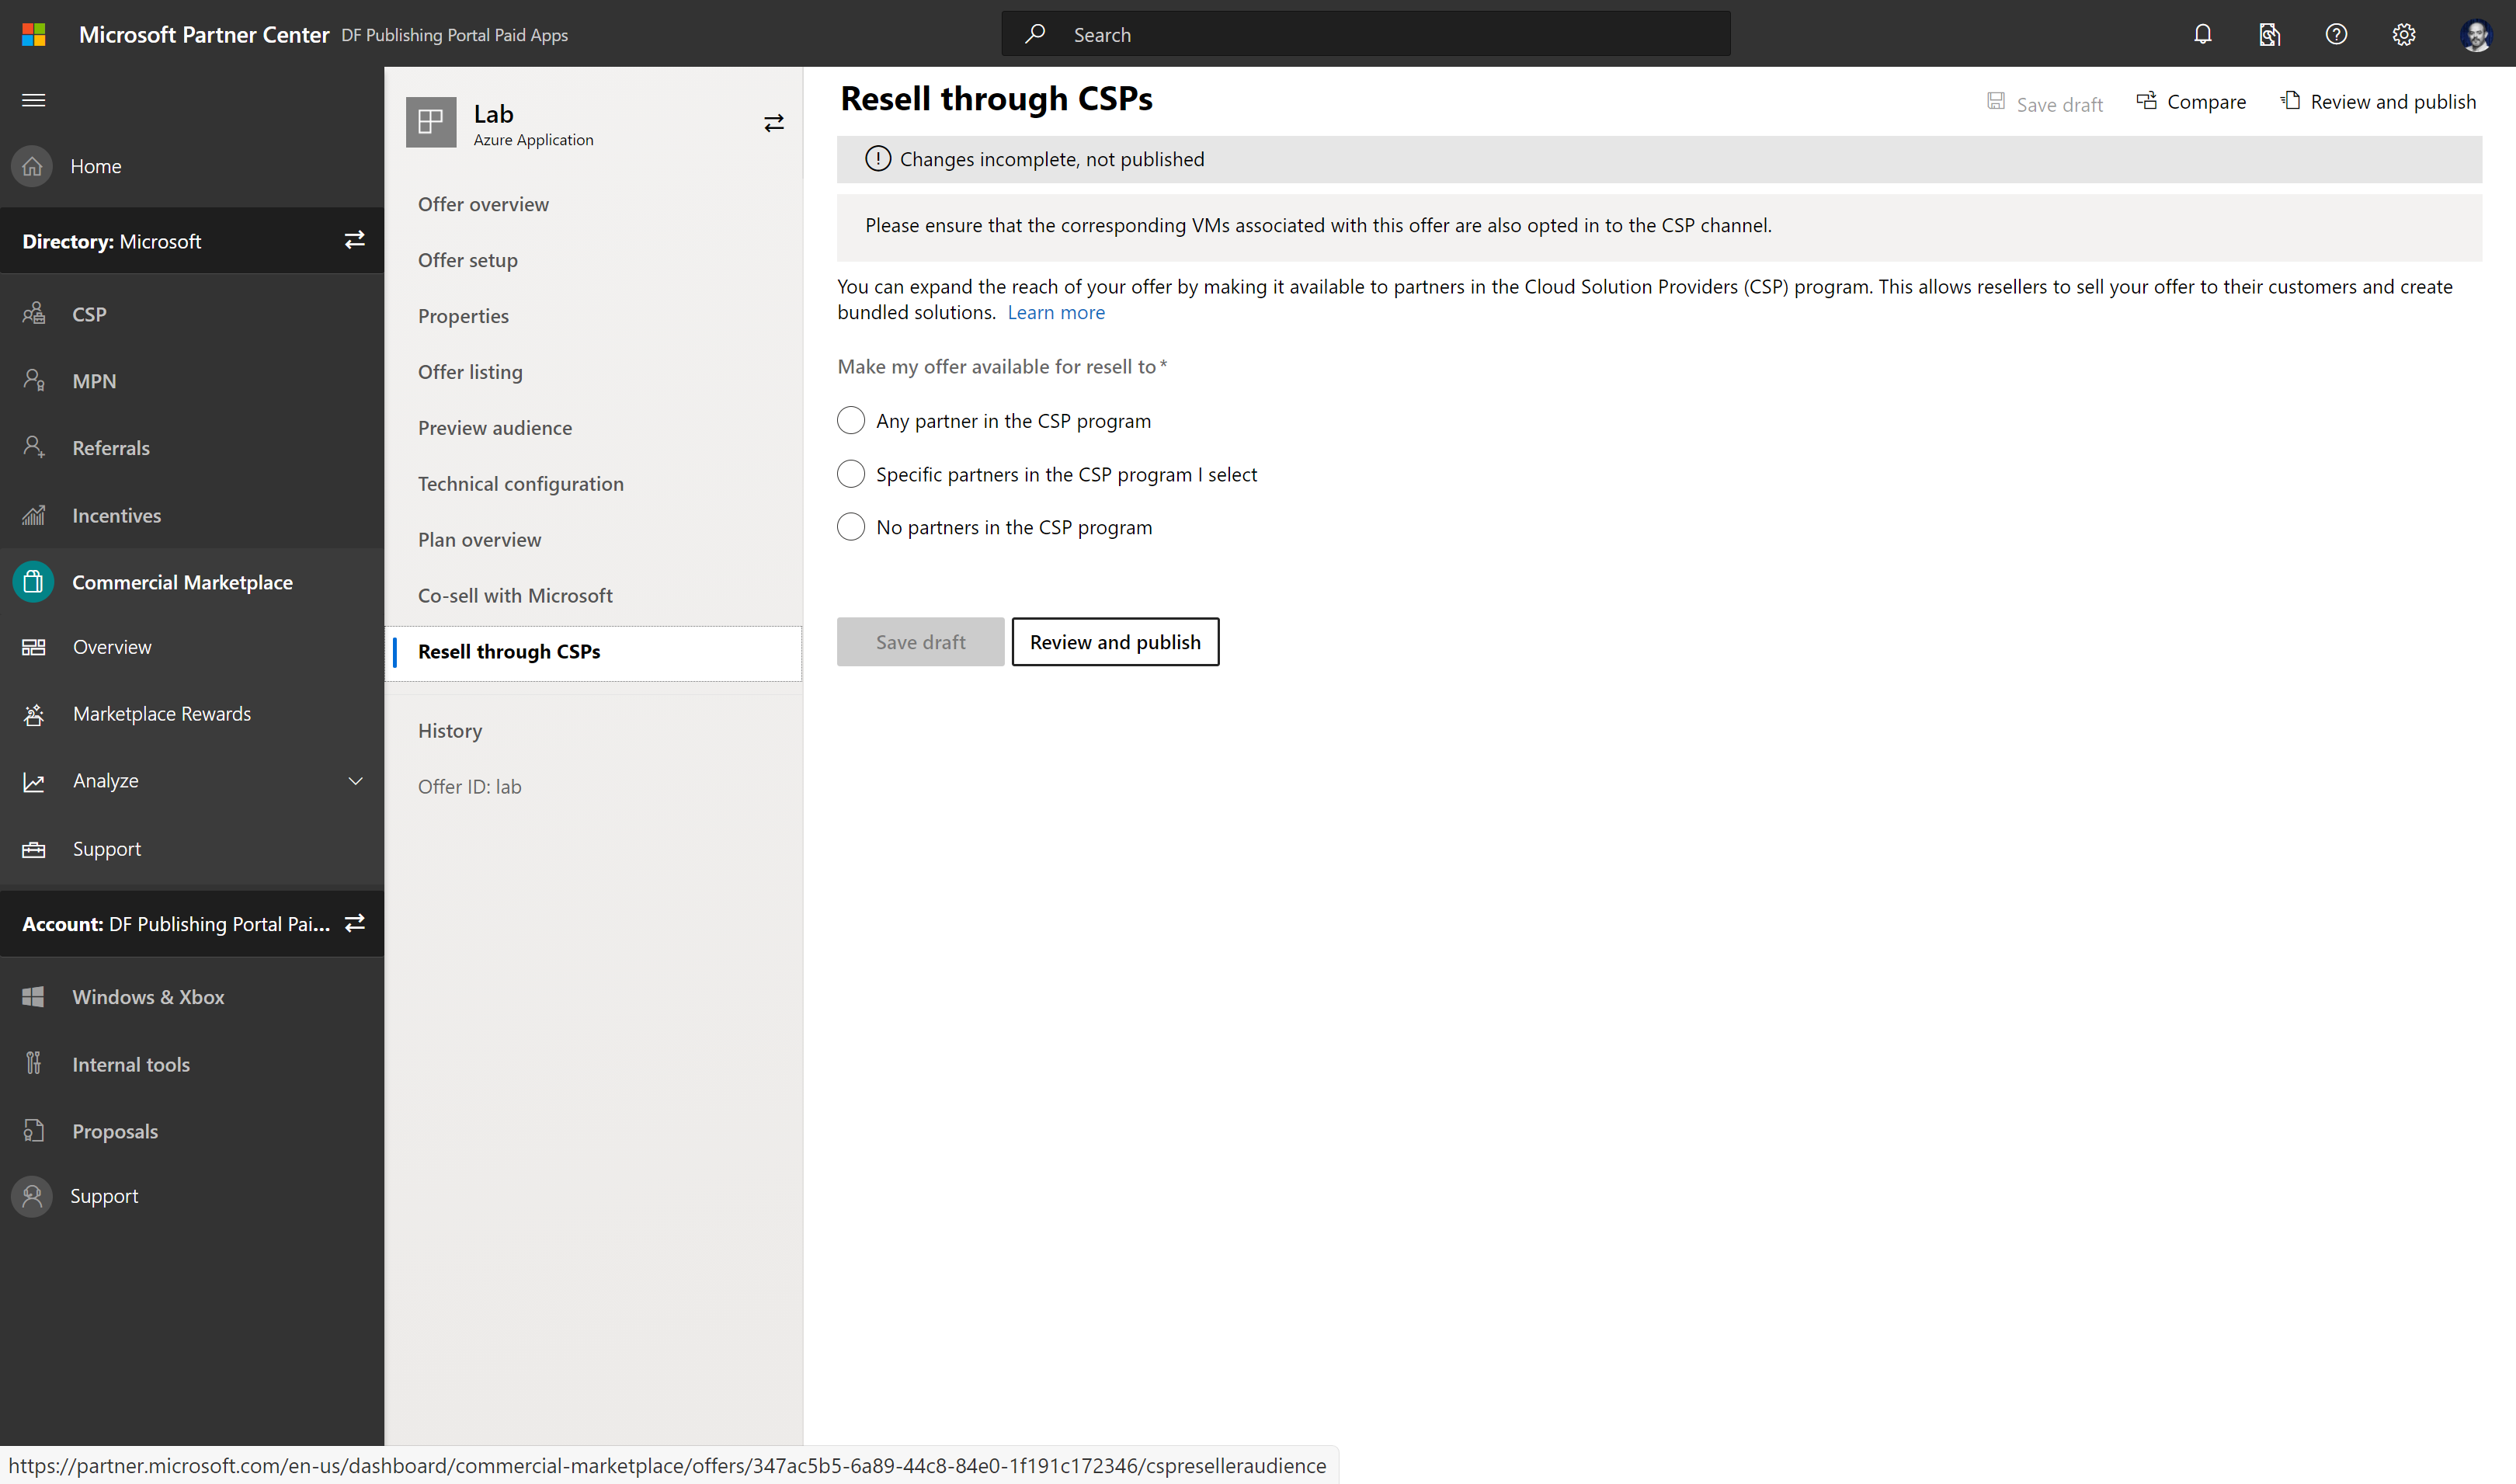 Microsoft Partner Center DF Publishing Portal Paid Apps
Search
Home
Directory: Microsoft
CSP
MPN
Referrals
Incentives
Commercial Marketplace
Overview
Marketplace Rewards
Analyze
Support
Account: DF Publishing Portal Pai...
Windows & Xbox
Internal tools
Proposals
Support
Lab
Azure Application
Offer overview
Offer setup
Properties
Offer listing
Preview audience
Technical configuration
Plan overview
Co-sell with Microsoft
Resell through CSPs
History
Offer ID: lab
Resell through CSPs
Save draft
Compare
Review and publish
Changes incomplete, not published
Please ensure that the corresponding VMs associated with this offer are also opted in to the CSP channel.
You can expand the reach of your offer by making it available to partners in the Cloud Solution Providers (CSP) program. This allows resellers to sell your offer to their customers and create
bundled solutions. Learn more
Make my offer available for resell to *
Any partner in the CSP program
Specific partners in the CSP program I select
No partners in the CSP program
Save draft
Review and publish
https://partner.microsoft.com/en-us/dashboard/commercial-marketplace/offers/347ac5b5-6a89-44c8-84e0-1f191c172346/cspreselleraudience